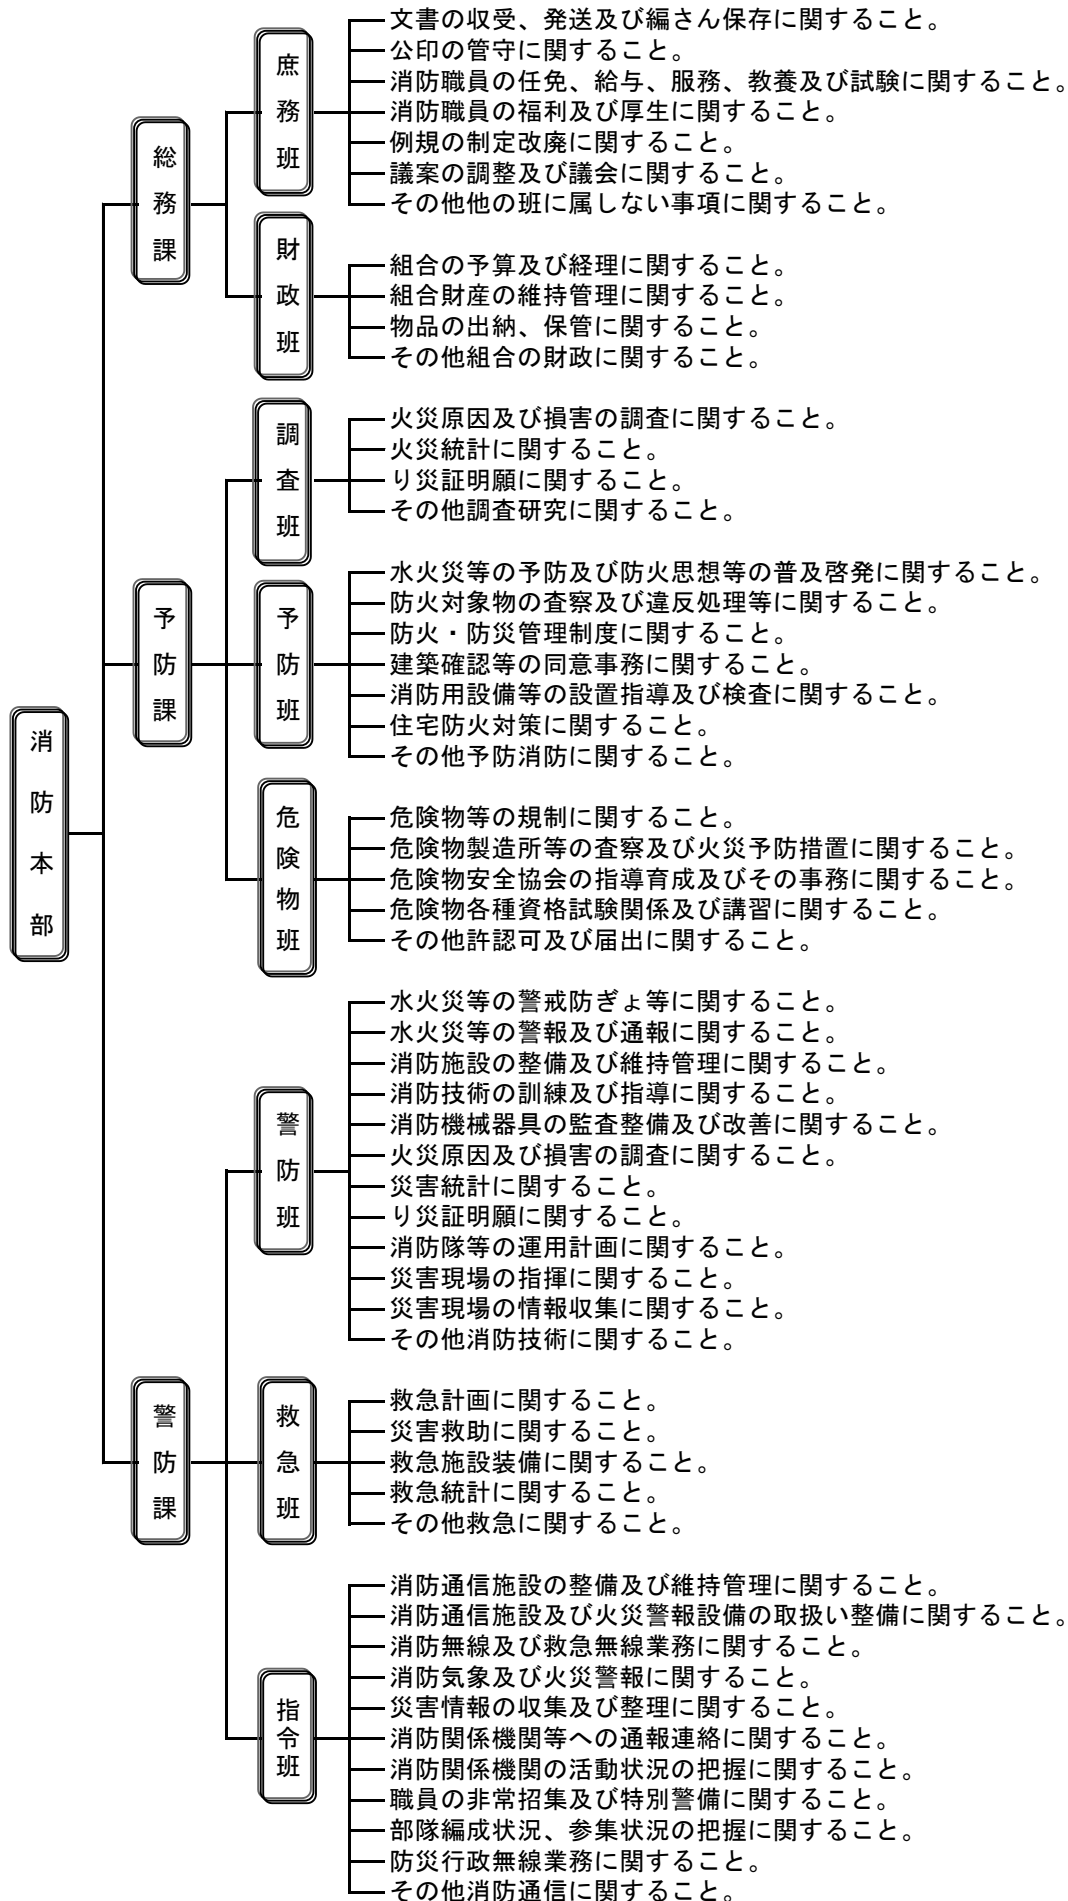 消防本部
総務課
庶務班
文書の収受、発送及び編さん保存に関すること。
公印の管守に関すること。
消防職員の任免、給与、服務、教養及び試験に関すること。
消防職員の福利及び厚生に関すること。
例規の制定改廃に関すること。
議案の調整及び議会に関すること。
その他他の班に属しない事項に関すること。
財政班
組合の予算及び経理に関すること。
組合財産の維持管理に関すること。
物品の出納、保管に関すること。
その他組合の財政に関すること。
予防課
調査班
火災原因及び損害の調査に関すること。
火災統計に関すること。
り災証明願に関すること。
その他調査研究に関すること。
予防班
水火災等の予防及び防火思想等の普及啓発に関すること。
防火対象物の査察及び違反処理等に関すること。
防火・防災管理制度に関すること。
建築確認等の同意事務に関すること。
消防用設備等の設置指導及び検査に関すること。
住宅防火対策に関すること。
その他予防消防に関すること。
危険物班
危険物等の規制に関すること。
危険物製造所等の査察及び火災予防措置に関すること。
危険物安全協会の指導育成及びその事務に関すること。
危険物各種資格試験関係及び講習に関すること。
その他許認可及び届出に関すること。
警防課
警防班
水火災等の警戒防ぎょ等に関すること。
水火災等の警報及び通報に関すること。
消防施設の整備及び維持管理に関すること。
消防技術の訓練及び指導に関すること。
消防機械器具の監査整備及び改善に関すること。
火災原因及び損害の調査に関すること。
災害統計に関すること。
り災証明願に関すること。
消防隊等の運用計画に関すること。
災害現場の指揮に関すること。
災害現場の情報収集に関すること。
その他消防技術に関すること。
救急班
救急計画に関すること。
災害救助に関すること。
救急施設装備に関すること。
救急統計に関すること。
その他救急に関すること。
指令班
消防通信施設の整備及び維持管理に関すること。
消防通信施設及び火災警報設備の取扱い整備に関すること。
消防無線及び救急無線業務に関すること。
消防気象及び火災警報に関すること。
災害情報の収集及び整理に関すること。
消防関係機関等への通報連絡に関すること。
消防関係機関の活動状況の把握に関すること。
職員の非常招集及び特別警備に関すること。
部隊編成状況、参集状況の把握に関すること。
防災行政無線業務に関すること。
その他消防通信に関すること。